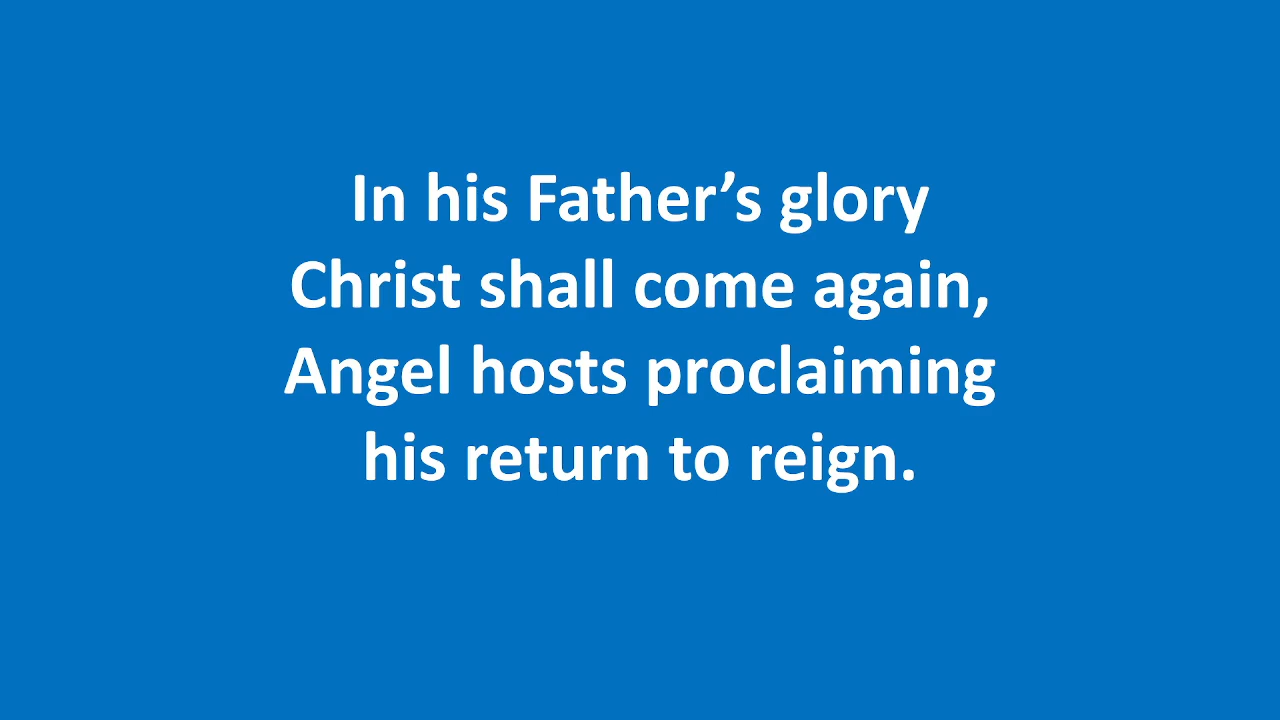 In his Father’s glory
Christ shall come again,
Angel hosts proclaiming
his return to reign.